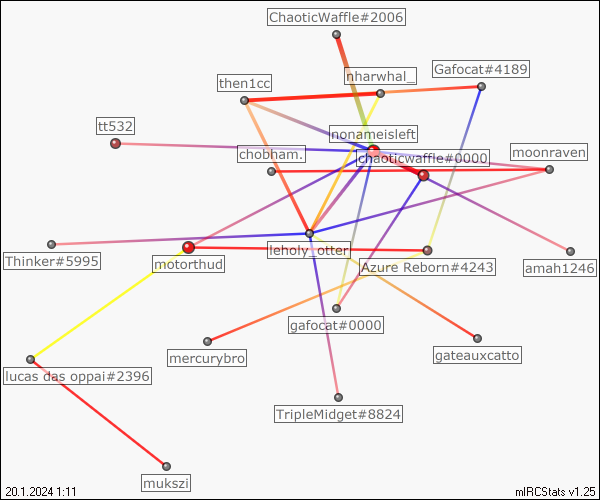 ChaoticWaffle#2006
nharwhal_
Gafocat#4189
then1cc
tt532
nonameisleft
chobham.
chaoticwaffle#0000
moonraven
Thinker#5995
motorthud
leholy_otter
Azure Reborn#4243
amah1246
gafocat#0000
mercurybro
gateauxcatto
lucas das oppai#2396
TripleMidget#8824
mukszi
20.1.2024 1:11
mIRCStats v1.25